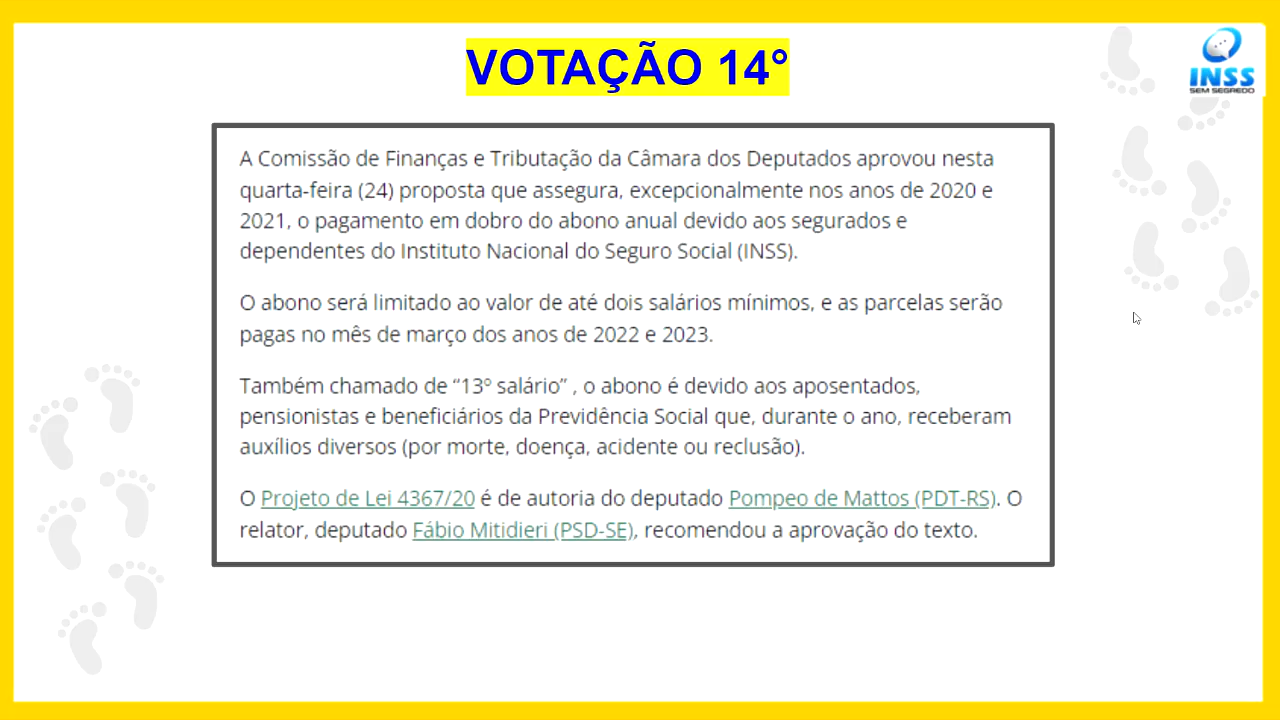 VOTAÇÃO 14°
INSS
SEM SEGREDO
A Comissão de Finanças e Tributação da Câmara dos Deputados aprovou nesta
quarta-feira (24) proposta que assegura, excepcionalmente nos anos de 2020 e
2021, o pagamento em dobro do abono anual devido aos segurados e
dependentes do Instituto Nacional do Seguro Social (INSS).
O abono será limitado ao valor de até dois salários mínimos, e as parcelas serão
pagas no mês de março dos anos de 2022 e 2023.
Também chamado de “13º salário” , o abono é devido aos aposentados,
pensionistas e beneficiários da Previdência Social que, durante o ano, receberam
auxílios diversos (por morte, doença, acidente ou reclusão).
O Projeto de Lei 4367/20 é de autoria do deputado Pompeo de Mattos (PDT-RS). O
relator, deputado Fábio Mitidieri (PSD-SE), recomendou a aprovação do texto.